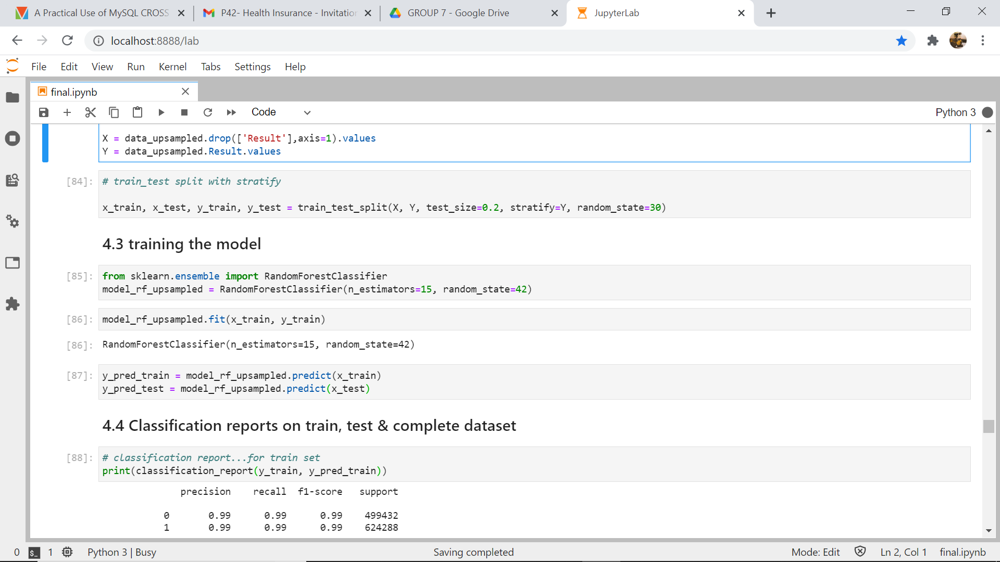 A Practical Use of MySQL CROSS
P42- Health Insurance - Invitation
GROUP 7 - Google Drive
JupyterLab
localhost:8888/lab
File Edit View Run Kernel Tabs Settings Help
final.ipynb
Code
Python 3
X = data_upsampled.drop(['Result'],axis=1).values
Y = data_upsampled.Result.values
[84]: # train_test split with stratify
x_train, x_test, y_train, y_test = train_test_split(X, Y, test_size=0.2, stratify=Y, random_state=30)
4.3 training the model
[85]: from sklearn.ensemble import RandomForestClassifier
model_rf_upsampled = RandomForestClassifier(n_estimators=15, random_state=42)
[86]: model_rf_upsampled.fit(x_train, y_train)
[86]: RandomForestClassifier(n_estimators=15, random_state=42)
[87]: y_pred_train = model_rf_upsampled.predict(x_train)
y_pred_test = model_rf_upsampled.predict(x_test)
4.4 Classification reports on train, test & complete dataset
[88]: # classification report...for train set
print(classification_report(y_train, y_pred_train))
precision recall f1-score support
0 0.99 0.99 0.99 499432
1 0.99 0.99 0.99 624288
0 $_ 1 Python 3 | Busy Saving completed Mode: Edit Ln 2, Col 1 final.ipynb